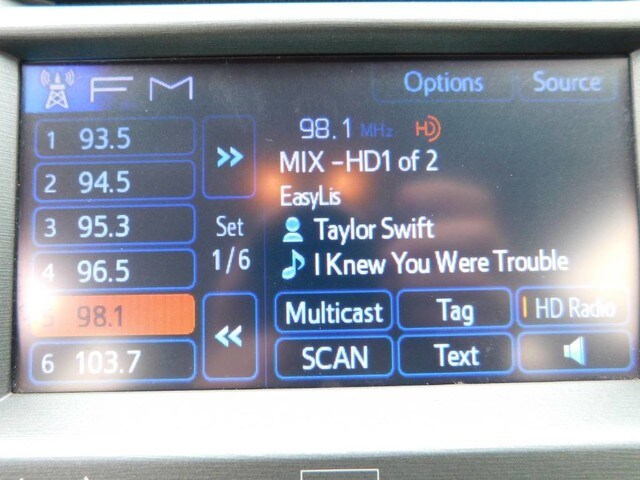 FM
Options
Source
1 93.5
2 94.5
3 95.3
4 96.5
5 98.1
6 103.7
>>
Set
1/6
<<
98.1 MHz HD
MIX -HD1 of 2
EasyLis
Taylor Swift
I Knew You Were Trouble
Multicast
Tag
HD Radio
SCAN
Text